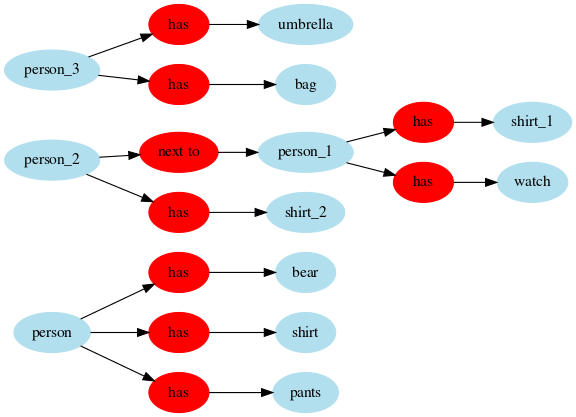 person_3
has
umbrella
has
bag
person_2
next to
person_1
has
shirt_1
has
watch
has
shirt_2
person
has
bear
has
shirt
has
pants